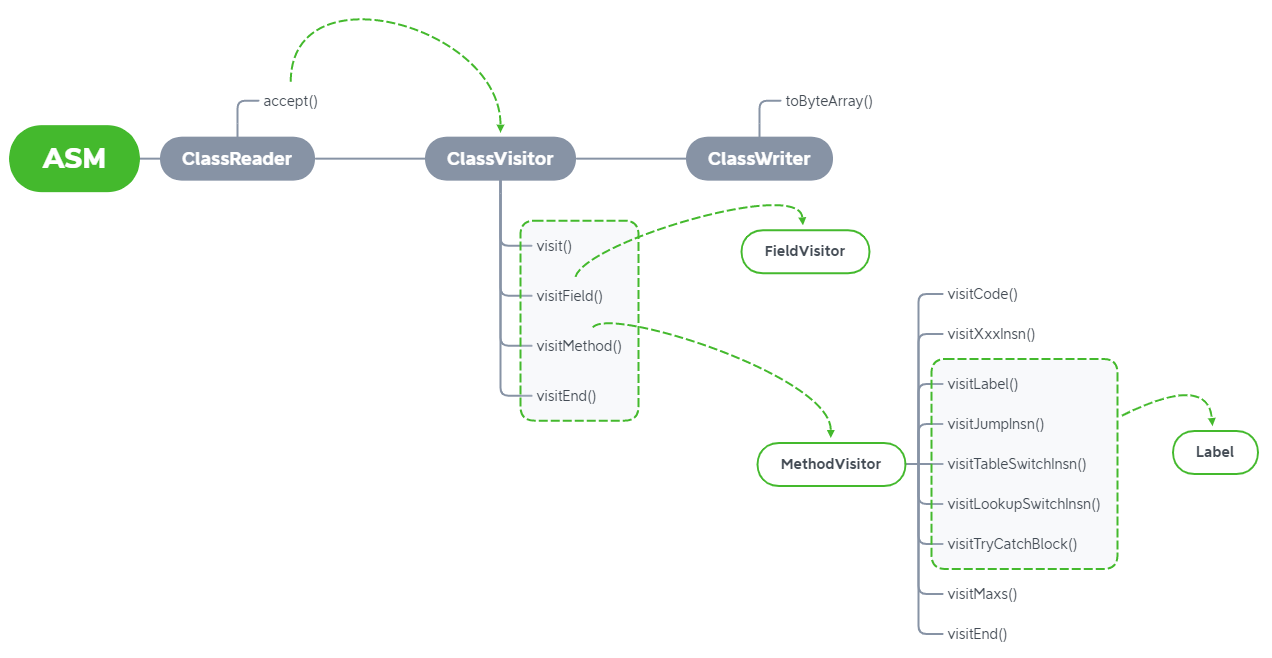 accept()
toByteArray()
ASM
ClassReader
ClassVisitor
ClassWriter
visit()
visitField()
visitMethod()
visitEnd()
FieldVisitor
MethodVisitor
visitCode()
visitXxxInsn()
visitLabel()
visitJumpInsn()
visitTableSwitchInsn()
visitLookupSwitchInsn()
visitTryCatchBlock()
visitMaxs()
visitEnd()
Label